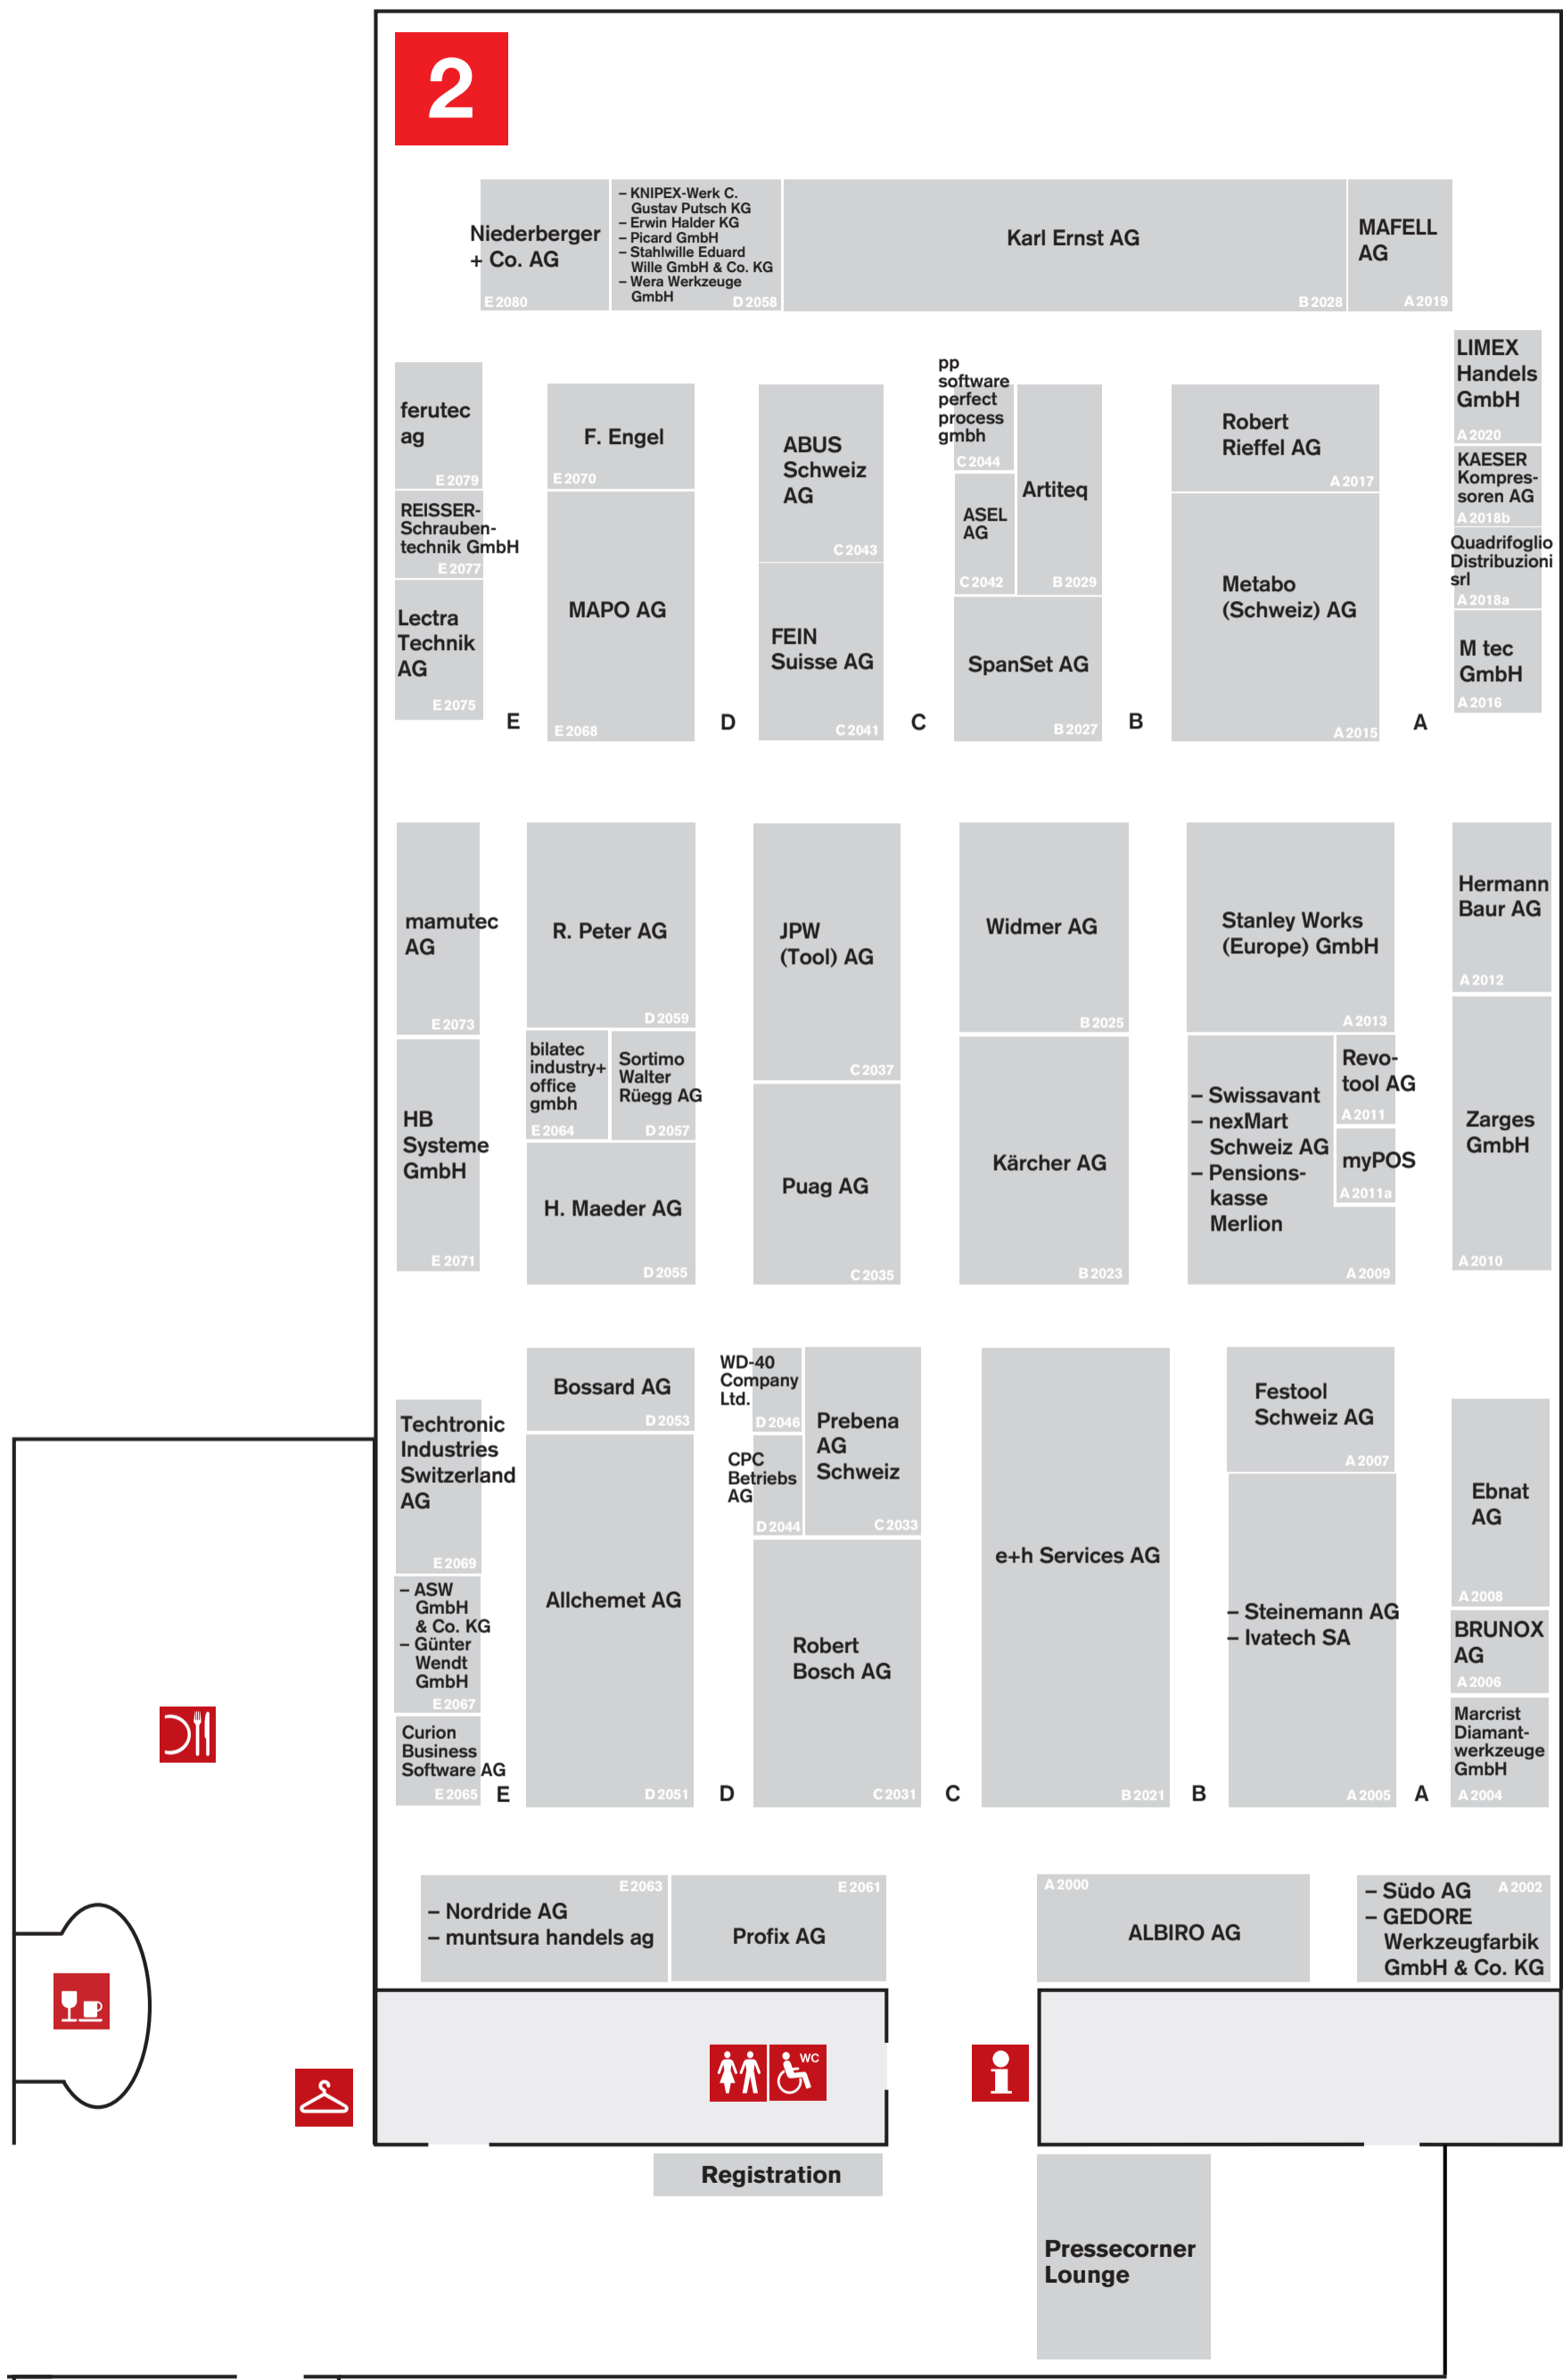 2
Niederberger
+ Co. AG
E 2080
– KNIPEX-Werk C.
Gustav Putsch KG
– Erwin Halder KG
– Picard GmbH
– Stahlwille Eduard
Wille GmbH & Co. KG
– Wera Werkzeuge
GmbH
D 2058
Karl Ernst AG
B 2028
MAFELL
AG
A 2019
ferutec
ag
E 2079
REISSER-
Schrauben-
technik GmbH
E 2077
Lectra
Technik
AG
E 2075
F. Engel
E 2070
MAPO AG
E 2068
ABUS
Schweiz
AG
C 2043
FEIN
Suisse AG
C 2041
pp
software
perfect
process
gmbh
C 2044
ASEL
AG
C 2042
Artiteq
B 2029
SpanSet AG
B 2027
Robert
Rieffel AG
A 2017
Metabo
(Schweiz) AG
A 2015
LIMEX
Handels
GmbH
A 2020
KAESER
Kompres-
soren AG
A 2018b
Quadrifoglio
Distribuzioni
srl
A 2018a
M tec
GmbH
A 2016
E
D
C
B
A
mamutec
AG
E 2073
HB
Systeme
GmbH
E 2071
R. Peter AG
D 2059
bilatec
industry+
office
gmbh
E 2064
Sortimo
Walter
Rüegg AG
D 2057
H. Maeder AG
D 2055
JPW
(Tool) AG
C 2037
Puag AG
C 2035
Widmer AG
B 2025
Kärcher AG
B 2023
Stanley Works
(Europe) GmbH
A 2013
– Swissavant
– nexMart
Schweiz AG
– Pensions-
kasse
Merlion
A 2009
Revo-
tool AG
A 2011
myPOS
A 2011a
Hermann
Baur AG
A 2012
Zarges
GmbH
A 2010
Techtronic
Industries
Switzerland
AG
E 2069
– ASW
GmbH
& Co. KG
– Günter
Wendt
GmbH
E 2067
Curion
Business
Software AG
E 2065
Bossard AG
D 2053
Allchemet AG
D 2051
WD-40
Company
Ltd.
D 2046
CPC
Betriebs
AG
D 2044
Prebena
AG
Schweiz
C 2033
Robert
Bosch AG
C 2031
e+h Services AG
B 2021
Festool
Schweiz AG
A 2007
– Steinemann AG
– Ivatech SA
A 2005
Ebnat
AG
A 2008
BRUNOX
AG
A 2006
Marcrist
Diamant-
werkzeuge
GmbH
A 2004
E
D
C
B
A
E 2063
– Nordride AG
– muntsura handels ag
E 2061
Profix AG
A 2000
ALBIRO AG
A 2002
– Südo AG
– GEDORE
Werkzeugfarbik
GmbH & Co. KG
WC
i
Registration
Pressecorner
Lounge